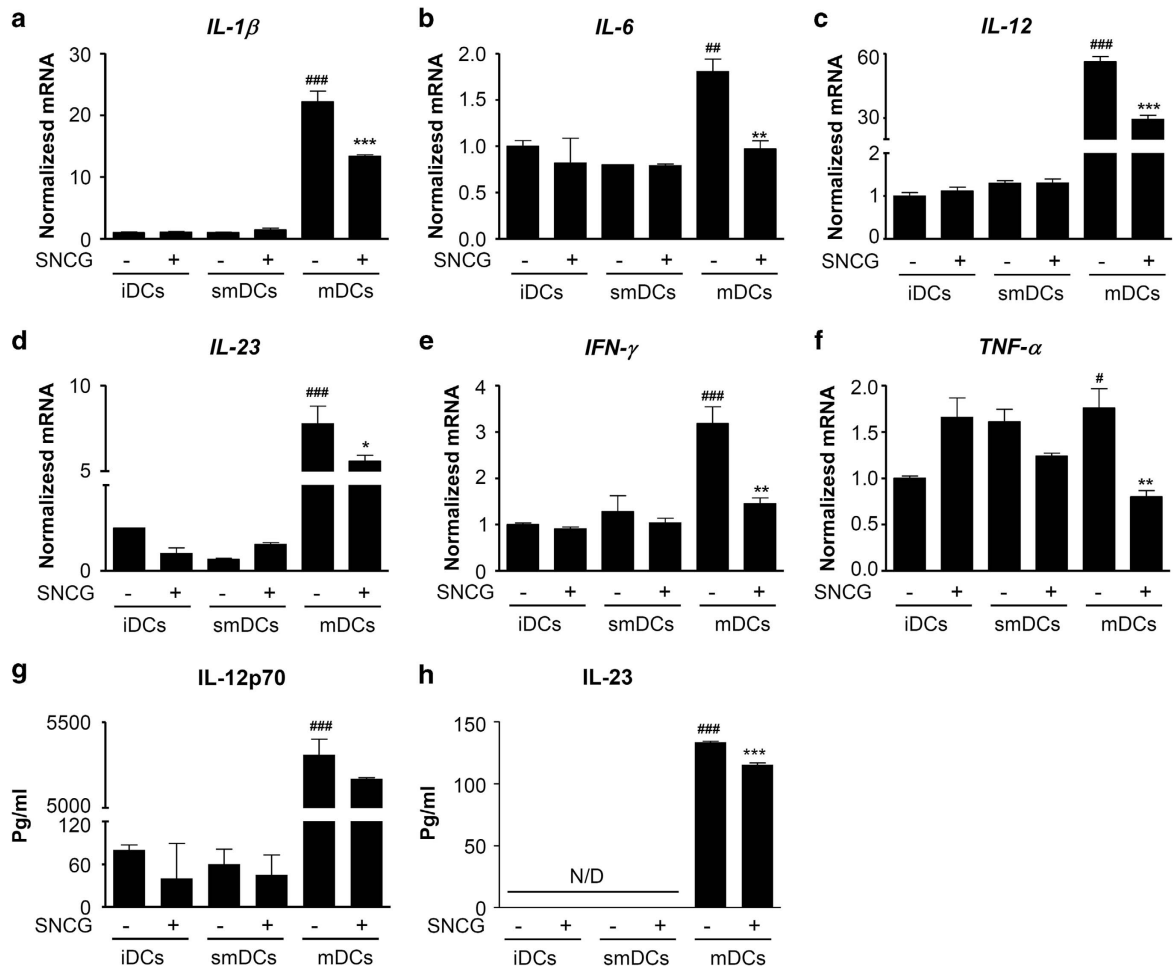 a
IL-1β
Normalizesd mRNA
30
20
10
0
###
***
SNCG - + - + - +
iDCs smDCs mDCs
b
IL-6
Normalizesd mRNA
2.0
1.5
1.0
0.5
0.0
##
**
SNCG - + - + - +
iDCs smDCs mDCs
c
IL-12
Normalizesd mRNA
60
30
2
1
0
###
***
SNCG - + - + - +
iDCs smDCs mDCs
d
IL-23
Normalizesd mRNA
10
5
0
###
*
SNCG - + - + - +
iDCs smDCs mDCs
e
IFN-γ
Normalizesd mRNA
4
3
2
1
0
###
**
SNCG - + - + - +
iDCs smDCs mDCs
f
TNF-α
Normalizesd mRNA
2.0
1.5
1.0
0.5
0.0
#
**
SNCG - + - + - +
iDCs smDCs mDCs
g
IL-12p70
Pg/ml
5500
5000
120
60
0
###
SNCG - + - + - +
iDCs smDCs mDCs
h
IL-23
Pg/ml
150
100
50
0
N/D
###
***
SNCG - + - + - +
iDCs smDCs mDCs